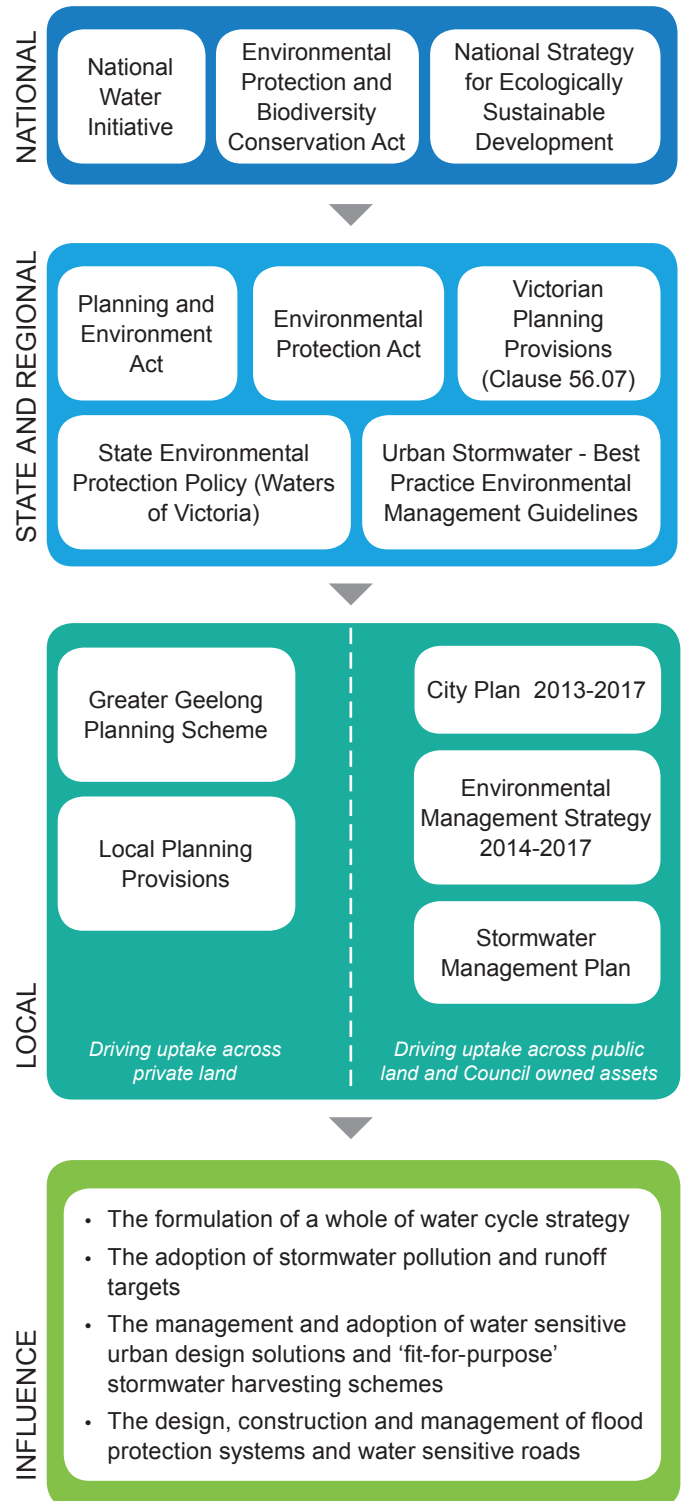 NATIONAL
National
Water
Initiative
Environmental
Protection and
Biodiversity
Conservation Act
National Strategy
for Ecologically
Sustainable
Development
STATE AND REGIONAL
Planning and
Environment
Act
Environmental
Protection Act
Victorian
Planning
Provisions
(Clause 56.07)
State Environmental
Protection Policy (Waters
of Victoria)
Urban Stormwater - Best
Practice Environmental
Management Guidelines
LOCAL
Greater Geelong
Planning Scheme
Local Planning
Provisions
Driving uptake across
private land
City Plan 2013-2017
Environmental
Management Strategy
2014-2017
Stormwater
Management Plan
Driving uptake across public
land and Council owned assets
INFLUENCE
• The formulation of a whole of water cycle strategy
• The adoption of stormwater pollution and runoff
targets
• The management and adoption of water sensitive
urban design solutions and ‘fit-for-purpose’
stormwater harvesting schemes
• The design, construction and management of flood
protection systems and water sensitive roads